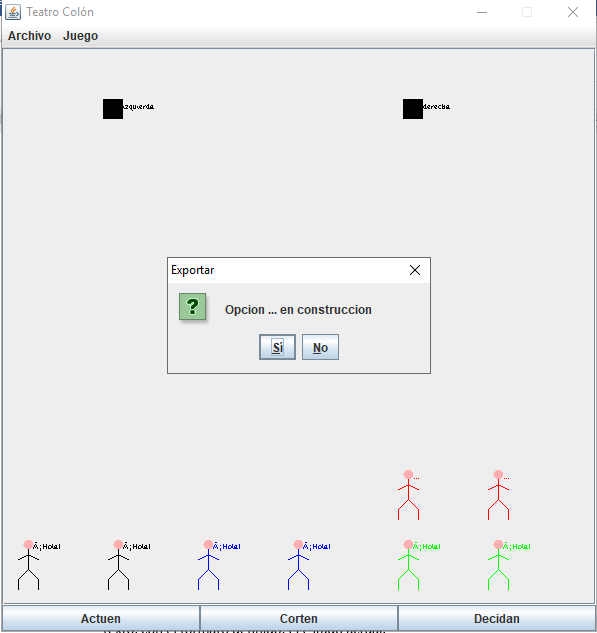 Teatro Colón
Archivo Juego
izquierda
derecha
Exportar
?
Opcion ... en construccion
Sí No
...
...
Â¡Hola!
Â¡Hola!
Â¡Hola!
Â¡Hola!
Â¡Hola!
Â¡Hola!
Actuen Corten Decidan